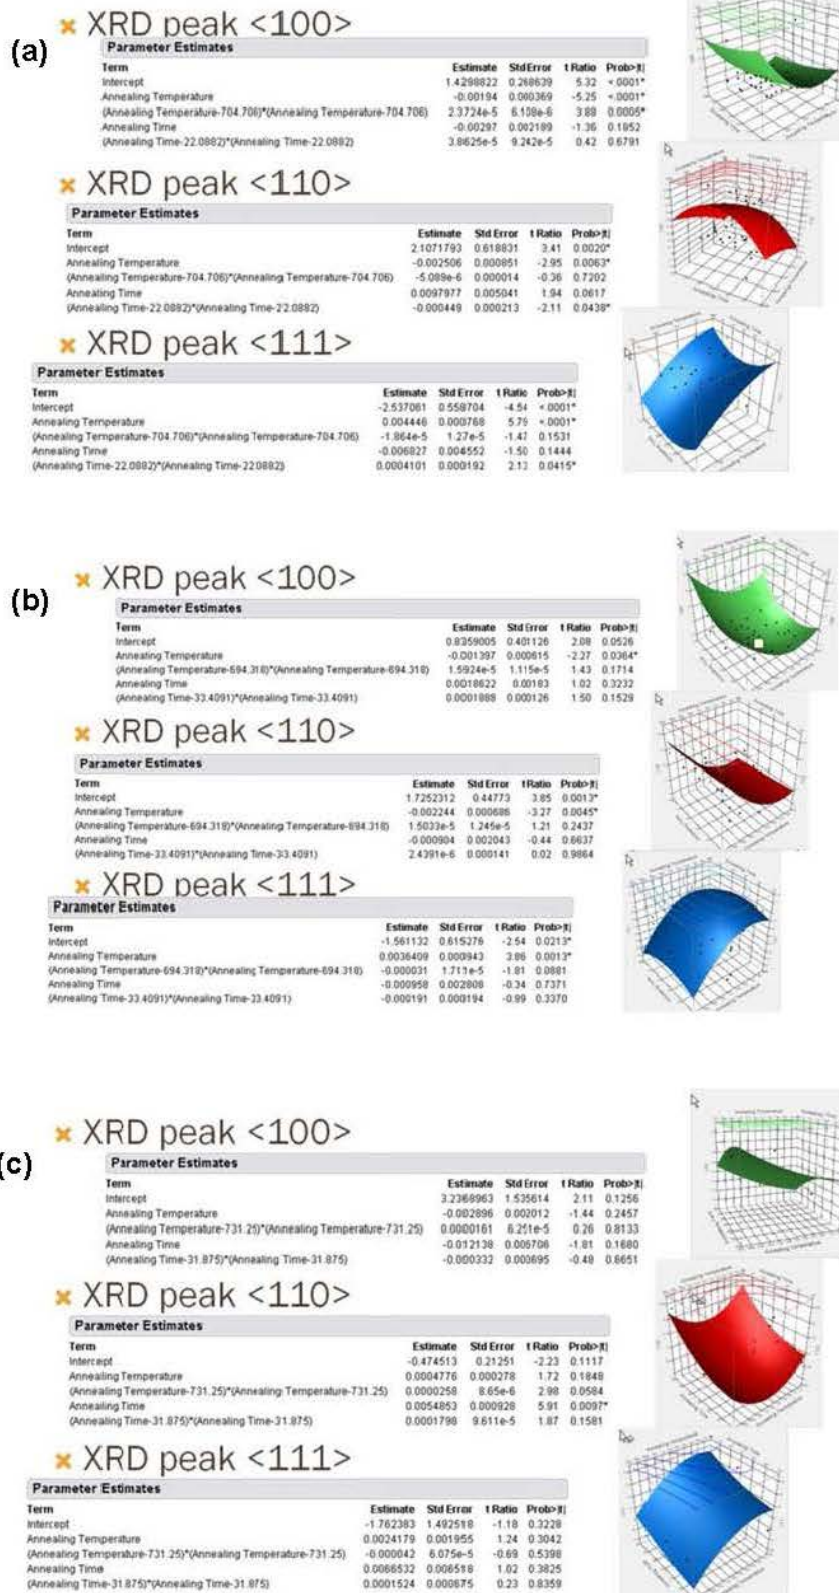 (a)
XRD peak <100>
Parameter Estimates
Term Estimate Std Error t Ratio Prob>|t|
Intercept 1.4298822 0.268639 5.32 <.0001*
Annealing Temperature -0.00194 0.000369 -5.25 <.0001*
(Annealing Temperature-704.706)*(Annealing Temperature-704.706) 2.3724e-5 6.108e-6 3.88 0.0005*
Annealing Time -0.00297 0.002189 -1.36 0.1852
(Annealing Time-22.0882)*(Annealing Time-22.0882) 3.8625e-5 9.242e-5 0.42 0.6791
XRD peak <110>
Parameter Estimates
Term Estimate Std Error t Ratio Prob>|t|
Intercept 2.1071793 0.618831 3.41 0.0020*
Annealing Temperature -0.002506 0.000851 -2.95 0.0063*
(Annealing Temperature-704.706)*(Annealing Temperature-704.706) -5.089e-6 0.000014 -0.36 0.7202
Annealing Time 0.0097977 0.005041 1.94 0.0617
(Annealing Time-22.0882)*(Annealing Time-22.0882) -0.000449 0.000213 -2.11 0.0438*
XRD peak <111>
Parameter Estimates
Term Estimate Std Error t Ratio Prob>|t|
Intercept -2.537061 0.558704 -4.54 <.0001*
Annealing Temperature 0.004446 0.000768 5.79 <.0001*
(Annealing Temperature-704.706)*(Annealing Temperature-704.706) -1.864e-5 1.27e-5 -1.47 0.1531
Annealing Time -0.006827 0.004552 -1.50 0.1444
(Annealing Time-22.0882)*(Annealing Time-22.0882) 0.0004101 0.000192 2.13 0.0415*
(b)
XRD peak <100>
Parameter Estimates
Term Estimate Std Error t Ratio Prob>|t|
Intercept 0.8359005 0.401126 2.08 0.0526
Annealing Temperature -0.001397 0.000615 -2.27 0.0364*
(Annealing Temperature-694.318)*(Annealing Temperature-694.318) 1.5924e-5 1.115e-5 1.43 0.1714
Annealing Time 0.0018622 0.00183 1.02 0.3232
(Annealing Time-33.4091)*(Annealing Time-33.4091) 0.0001888 0.000126 1.50 0.1529
XRD peak <110>
Parameter Estimates
Term Estimate Std Error t Ratio Prob>|t|
Intercept 1.7252312 0.44773 3.85 0.0013*
Annealing Temperature -0.002244 0.000686 -3.27 0.0045*
(Annealing Temperature-694.318)*(Annealing Temperature-694.318) 1.5033e-5 1.245e-5 1.21 0.2437
Annealing Time -0.000904 0.002043 -0.44 0.6637
(Annealing Time-33.4091)*(Annealing Time-33.4091) 2.4391e-6 0.000141 0.02 0.9864
XRD peak <111>
Parameter Estimates
Term Estimate Std Error t Ratio Prob>|t|
Intercept -1.561132 0.615276 -2.54 0.0213*
Annealing Temperature 0.0036409 0.000943 3.86 0.0013*
(Annealing Temperature-694.318)*(Annealing Temperature-694.318) -0.000031 1.711e-5 -1.81 0.0881
Annealing Time -0.000958 0.002808 -0.34 0.7371
(Annealing Time-33.4091)*(Annealing Time-33.4091) -0.000191 0.000194 -0.99 0.3370
(c)
XRD peak <100>
Parameter Estimates
Term Estimate Std Error t Ratio Prob>|t|
Intercept 3.2368963 1.535614 2.11 0.1256
Annealing Temperature -0.002896 0.002012 -1.44 0.2457
(Annealing Temperature-731.25)*(Annealing Temperature-731.25) 0.0000161 6.251e-5 0.26 0.8133
Annealing Time -0.012138 0.006706 -1.81 0.1680
(Annealing Time-31.875)*(Annealing Time-31.875) -0.000332 0.000695 -0.48 0.6651
XRD peak <110>
Parameter Estimates
Term Estimate Std Error t Ratio Prob>|t|
Intercept -0.474513 0.21251 -2.23 0.1117
Annealing Temperature 0.0004776 0.000278 1.72 0.1848
(Annealing Temperature-731.25)*(Annealing Temperature-731.25) 0.0000258 8.65e-6 2.98 0.0584
Annealing Time 0.0054853 0.000928 5.91 0.0097*
(Annealing Time-31.875)*(Annealing Time-31.875) 0.0001798 9.611e-5 1.87 0.1581
XRD peak <111>
Parameter Estimates
Term Estimate Std Error t Ratio Prob>|t|
Intercept -1.762383 1.492518 -1.18 0.3228
Annealing Temperature 0.0024179 0.001955 1.24 0.3042
(Annealing Temperature-731.25)*(Annealing Temperature-731.25) -0.000042 6.075e-5 -0.69 0.5398
Annealing Time 0.0066532 0.006518 1.02 0.3825
(Annealing Time-31.875)*(Annealing Time-31.875) 0.0001524 0.000675 0.23 0.8359